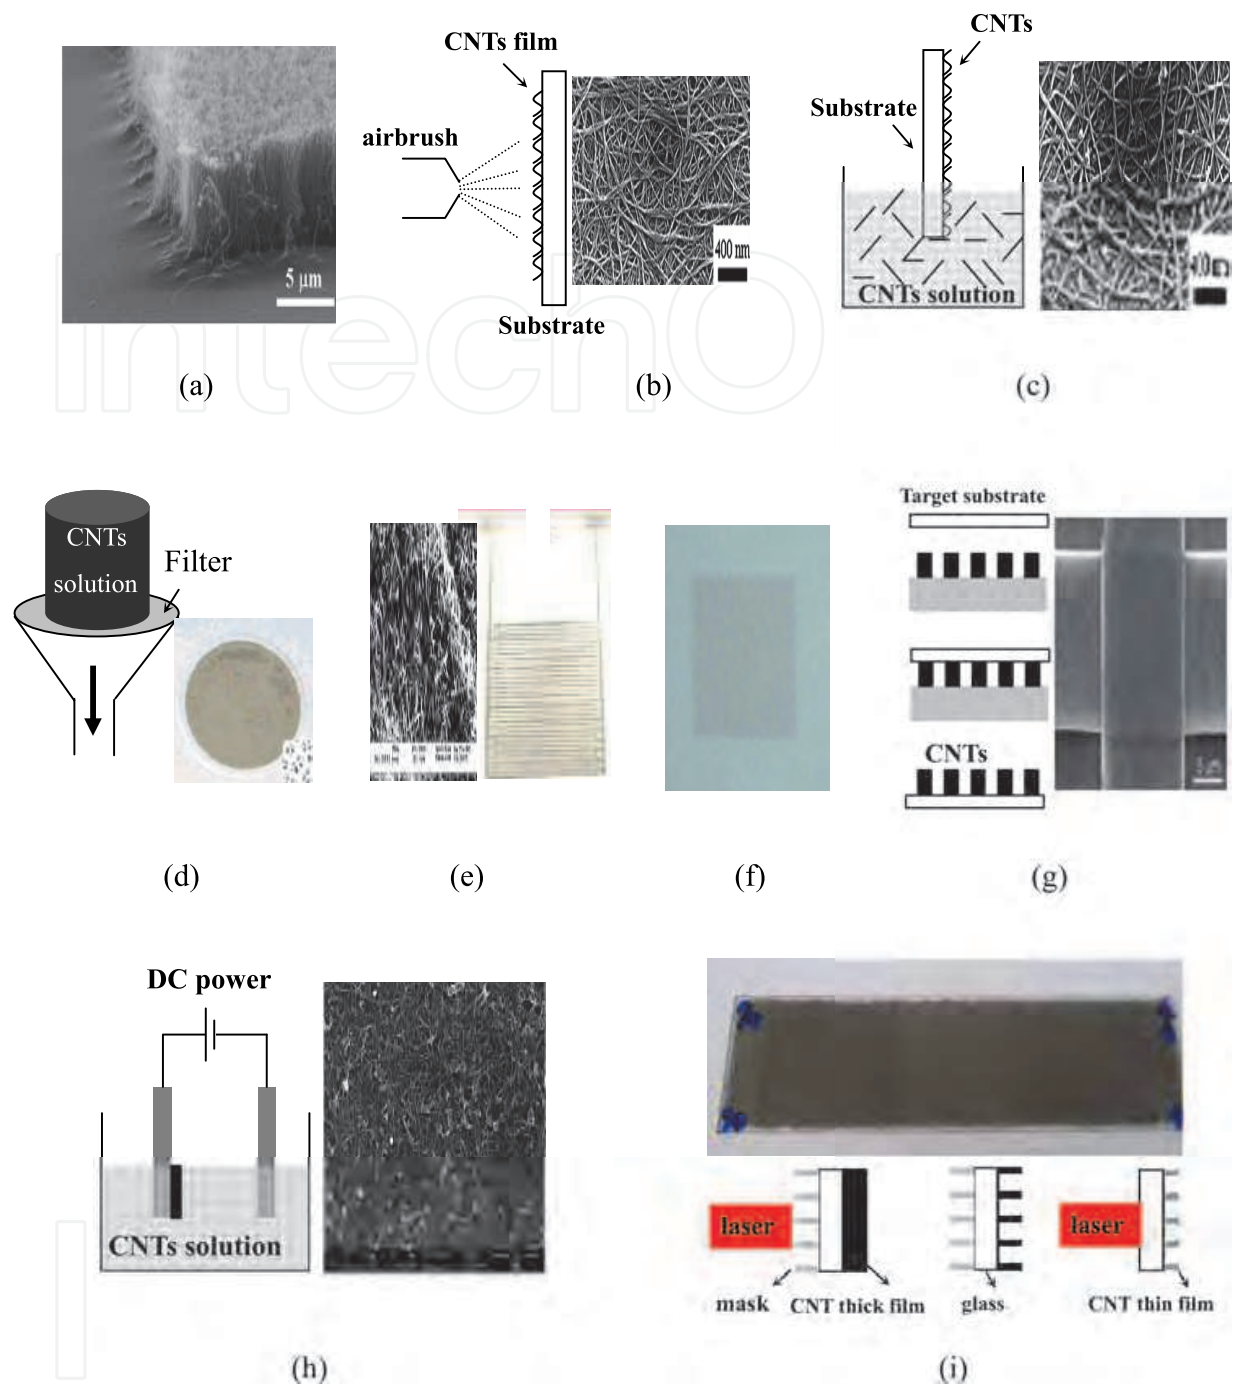 CNTs film
airbrush
Substrate
400 nm
5 μm
CNTs
Substrate
CNTs solution
IntechO
(a)
(b)
(c)
CNTs
solution
Filter
Target substrate
CNTs
(d)
(e)
(f)
(g)
DC power
CNTs solution
laser
laser
mask
CNT thick film
glass
CNT thin film
(h)
(i)